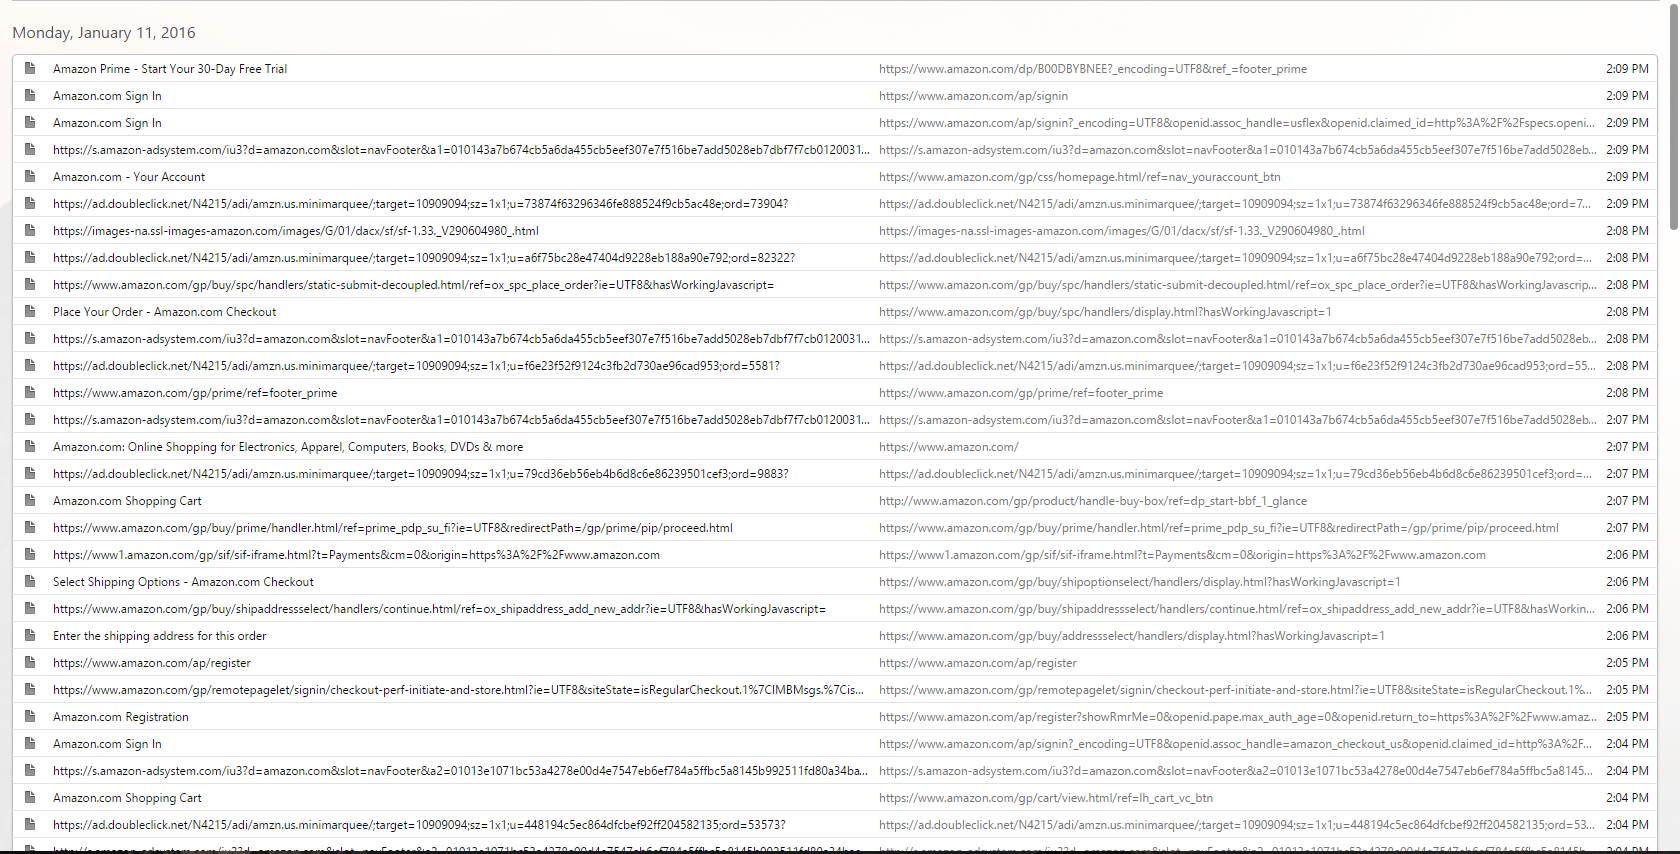 Monday, January 11, 2016
Amazon Prime - Start Your 30-Day Free Trial https://www.amazon.com/dp/B00DBYBNEE?_encoding=UTF8&ref_=footer_prime 2:09 PM
Amazon.com Sign In https://www.amazon.com/ap/signin 2:09 PM
Amazon.com Sign In https://www.amazon.com/ap/signin?_encoding=UTF8&openid.assoc_handle=usflex&openid.claimed_id=http%3A%2F%2Fspecs.openi... 2:09 PM
https://s.amazon-adsystem.com/iu3?d=amazon.com&slot=navFooter&a1=010143a7b674cb5a6da455cb5eef307e7f516be7add5028eb7dbf7f7cb0120031... https://s.amazon-adsystem.com/iu3?d=amazon.com&slot=navFooter&a1=010143a7b674cb5a6da455cb5eef307e7f516be7add5028eb... 2:09 PM
Amazon.com - Your Account https://www.amazon.com/gp/css/homepage.html/ref=nav_youraccount_btn 2:09 PM
https://ad.doubleclick.net/N4215/adi/amzn.us.minimarquee/;target=10909094;sz=1x1;u=73874f63296346fe888524f9cb5ac48e;ord=73904? https://ad.doubleclick.net/N4215/adi/amzn.us.minimarquee/;target=10909094;sz=1x1;u=73874f63296346fe888524f9cb5ac48e;ord=7... 2:09 PM
https://images-na.ssl-images-amazon.com/images/G/01/dacx/sf/sf-1.33._V290604980_.html https://images-na.ssl-images-amazon.com/images/G/01/dacx/sf/sf-1.33._V290604980_.html 2:08 PM
https://ad.doubleclick.net/N4215/adi/amzn.us.minimarquee/;target=10909094;sz=1x1;u=a6f75bc28e47404d9228eb188a90e792;ord=82322? https://ad.doubleclick.net/N4215/adi/amzn.us.minimarquee/;target=10909094;sz=1x1;u=a6f75bc28e47404d9228eb188a90e792;ord=... 2:08 PM
https://www.amazon.com/gp/buy/spc/handlers/static-submit-decoupled.html/ref=ox_spc_place_order?ie=UTF8&hasWorkingJavascript= https://www.amazon.com/gp/buy/spc/handlers/static-submit-decoupled.html/ref=ox_spc_place_order?ie=UTF8&hasWorkingJavascrip... 2:08 PM
Place Your Order - Amazon.com Checkout https://www.amazon.com/gp/buy/spc/handlers/display.html?hasWorkingJavascript=1 2:08 PM
https://s.amazon-adsystem.com/iu3?d=amazon.com&slot=navFooter&a1=010143a7b674cb5a6da455cb5eef307e7f516be7add5028eb7dbf7f7cb0120031... https://s.amazon-adsystem.com/iu3?d=amazon.com&slot=navFooter&a1=010143a7b674cb5a6da455cb5eef307e7f516be7add5028eb... 2:08 PM
https://ad.doubleclick.net/N4215/adi/amzn.us.minimarquee/;target=10909094;sz=1x1;u=f6e23f52f9124c3fb2d730ae96cad953;ord=5581? https://ad.doubleclick.net/N4215/adi/amzn.us.minimarquee/;target=10909094;sz=1x1;u=f6e23f52f9124c3fb2d730ae96cad953;ord=55... 2:08 PM
https://www.amazon.com/gp/prime/ref=footer_prime https://www.amazon.com/gp/prime/ref=footer_prime 2:08 PM
https://s.amazon-adsystem.com/iu3?d=amazon.com&slot=navFooter&a1=010143a7b674cb5a6da455cb5eef307e7f516be7add5028eb7dbf7f7cb0120031... https://s.amazon-adsystem.com/iu3?d=amazon.com&slot=navFooter&a1=010143a7b674cb5a6da455cb5eef307e7f516be7add5028eb... 2:07 PM
Amazon.com: Online Shopping for Electronics, Apparel, Computers, Books, DVDs & more https://www.amazon.com/ 2:07 PM
https://ad.doubleclick.net/N4215/adi/amzn.us.minimarquee/;target=10909094;sz=1x1;u=79cd36eb56eb4b6d8c6e86239501cef3;ord=9883? https://ad.doubleclick.net/N4215/adi/amzn.us.minimarquee/;target=10909094;sz=1x1;u=79cd36eb56eb4b6d8c6e86239501cef3;ord=... 2:07 PM
Amazon.com Shopping Cart http://www.amazon.com/gp/product/handle-buy-box/ref=dp_start-bbf_1_glance 2:07 PM
https://www.amazon.com/gp/buy/prime/handler.html/ref=prime_pdp_su_fi?ie=UTF8&redirectPath=/gp/prime/pip/proceed.html https://www.amazon.com/gp/buy/prime/handler.html/ref=prime_pdp_su_fi?ie=UTF8&redirectPath=/gp/prime/pip/proceed.html 2:07 PM
https://www1.amazon.com/gp/sif/sif-iframe.html?t=Payments&cm=0&origin=https%3A%2F%2Fwww.amazon.com https://www1.amazon.com/gp/sif/sif-iframe.html?t=Payments&cm=0&origin=https%3A%2F%2Fwww.amazon.com 2:06 PM
Select Shipping Options - Amazon.com Checkout https://www.amazon.com/gp/buy/shipoptionselect/handlers/display.html?hasWorkingJavascript=1 2:06 PM
https://www.amazon.com/gp/buy/shipaddressselect/handlers/continue.html/ref=ox_shipaddress_add_new_addr?ie=UTF8&hasWorkingJavascript= https://www.amazon.com/gp/buy/shipaddressselect/handlers/continue.html/ref=ox_shipaddress_add_new_addr?ie=UTF8&hasWorkin... 2:06 PM
Enter the shipping address for this order https://www.amazon.com/gp/buy/addressselect/handlers/display.html?hasWorkingJavascript=1 2:06 PM
https://www.amazon.com/ap/register https://www.amazon.com/ap/register 2:05 PM
https://www.amazon.com/gp/remotepagelet/signin/checkout-perf-initiate-and-store.html?ie=UTF8&siteState=isRegularCheckout.1%7CIMBMsgs.%7Cis... https://www.amazon.com/gp/remotepagelet/signin/checkout-perf-initiate-and-store.html?ie=UTF8&siteState=isRegularCheckout.1%... 2:05 PM
Amazon.com Registration https://www.amazon.com/ap/register?showRmrMe=0&openid.pape.max_auth_age=0&openid.return_to=https%3A%2F%2Fwww.amaz... 2:05 PM
Amazon.com Sign In https://www.amazon.com/ap/signin?_encoding=UTF8&openid.assoc_handle=amazon_checkout_us&openid.claimed_id=http%3A%2F... 2:04 PM
https://s.amazon-adsystem.com/iu3?d=amazon.com&slot=navFooter&a2=01013e1071bc53a4278e00d4e7547eb6ef784a5ffbc5a8145b992511fd80a34ba... https://s.amazon-adsystem.com/iu3?d=amazon.com&slot=navFooter&a2=01013e1071bc53a4278e00d4e7547eb6ef784a5ffbc5a8145... 2:04 PM
Amazon.com Shopping Cart https://www.amazon.com/gp/cart/view.html/ref=lh_cart_vc_btn 2:04 PM
https://ad.doubleclick.net/N4215/adi/amzn.us.minimarquee/;target=10909094;sz=1x1;u=448194c5ec864dfcbef92ff204582135;ord=53573? https://ad.doubleclick.net/N4215/adi/amzn.us.minimarquee/;target=10909094;sz=1x1;u=448194c5ec864dfcbef92ff204582135;ord=53... 2:04 PM